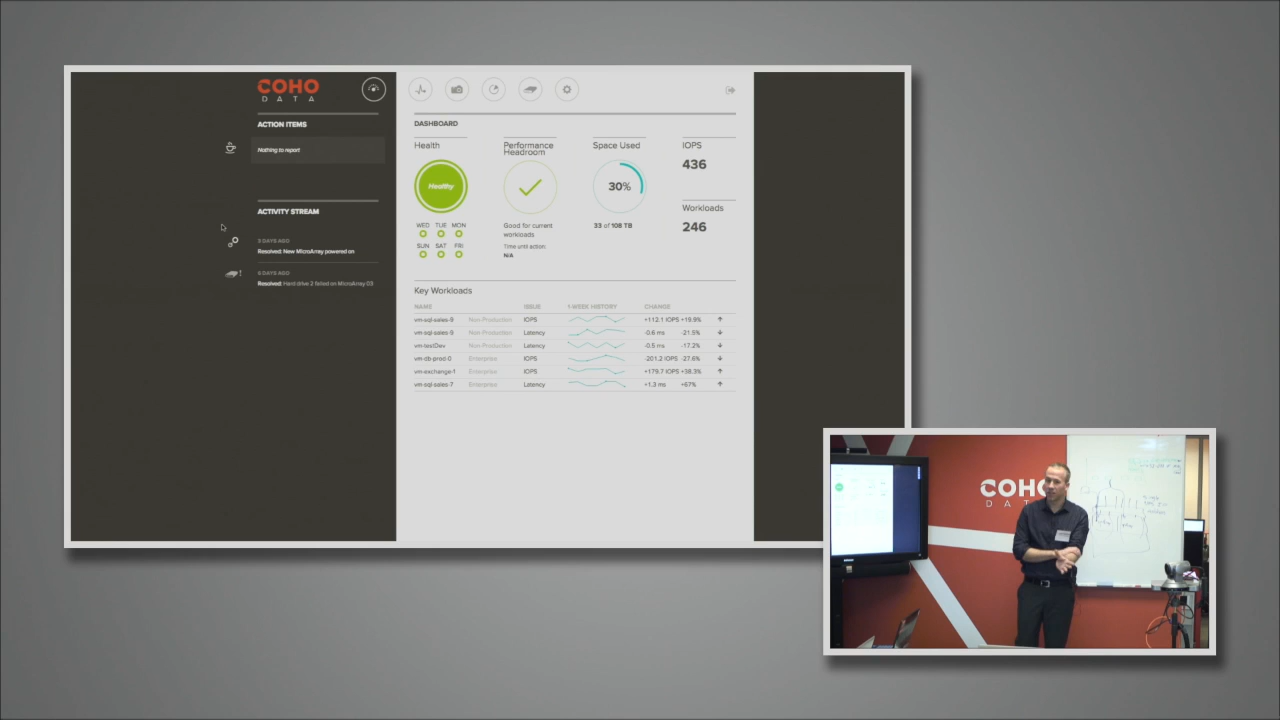 COHO
DATA
ACTION ITEMS
Nothing to report
ACTIVITY STREAM
3 DAYS AGO
Resolved: New MicroArray powered on
6 DAYS AGO
Resolved: Hard drive 2 failed on MicroArray 03
DASHBOARD
Health
Healthy
WED TUE MON
SUN SAT FRI
Performance
Headroom
Good for current
workloads
Time until action:
N/A
Space Used
30%
33 of 108 TB
IOPS
436
Workloads
246
Key Workloads
NAME ISSUE 1 WEEK HISTORY CHANGE
vm-sql-sales-8 Non-Production IOPS +112.1 IOPS +19.9%
vm-sql-sales-9 Non-Production Latency -0.6 ms -21.5%
vm-testDev Non-Production Latency -0.5 ms -17.2%
vm-db-prod-0 Enterprise IOPS -201.2 IOPS -27.6%
vm-exchange-1 Enterprise IOPS +179.7 IOPS +38.3%
vm-sql-sales-7 Enterprise Latency +1.3 ms +67%